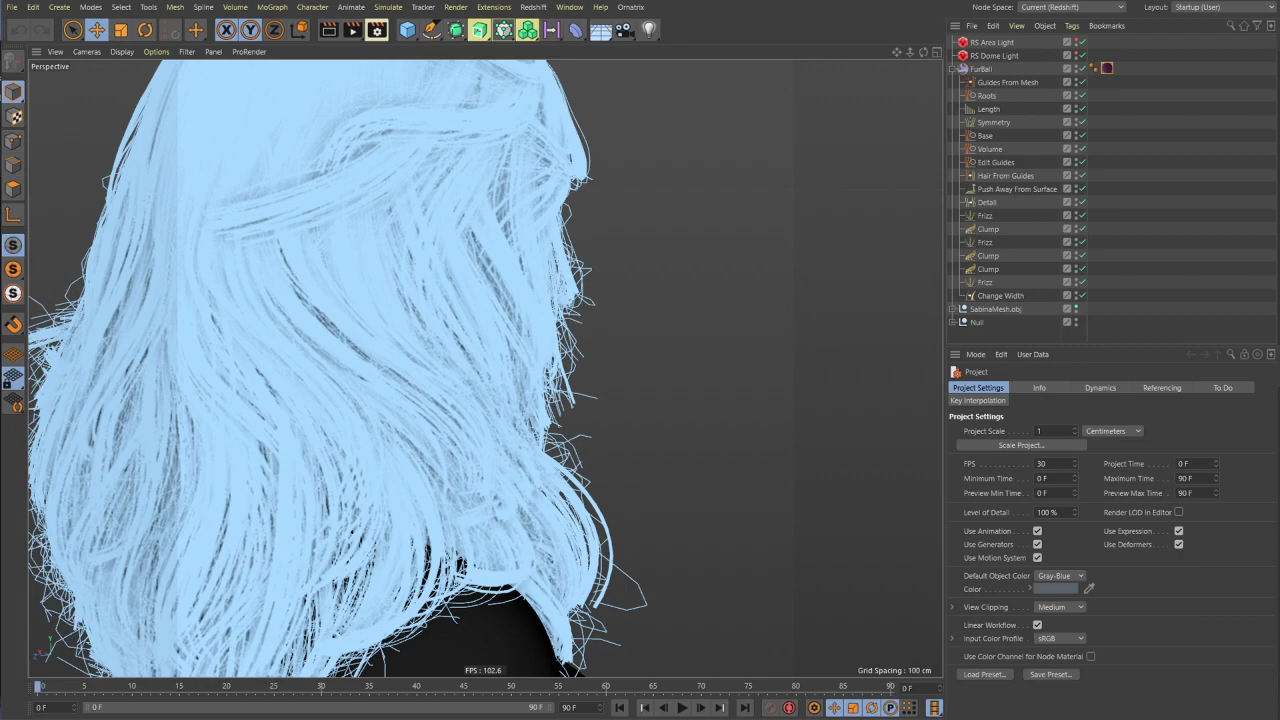 File Edit Create Modes Select Tools Mesh Spline Volume MoGraph Character Animate Simulate Tracker Render Extensions Redshift Window Help Ornatrix Node Space: Current (Redshift) Layout: Startup (User)
X Y Z
File Edit View Object Tags Bookmarks
View Cameras Display Options Filter Panel ProRender
Perspective
RS Area Light
RS Dome Light
FurBall
Guides From Mesh
Roots
Length
Symmetry
Base
Volume
Edit Guides
Hair From Guides
Push Away From Surface
Detail
Frizz
Clump
Frizz
Clump
Clump
Frizz
Change Width
SabinaMesh.obj
Null
S
S
S
Mode Edit User Data
Project
Project Settings Info Dynamics Referencing To Do
Key Interpolation
Project Settings
Project Scale 1 Centimeters
Scale Project...
FPS 30 Project Time 0 F
Minimum Time 0 F Maximum Time 90 F
Preview Min Time 0 F Preview Max Time 90 F
Level of Detail 100 % Render LOD in Editor
Use Animation Use Expression
Use Generators Use Deformers
Use Motion System
Default Object Color Gray-Blue
Color
View Clipping Medium
Linear Workflow
Input Color Profile sRGB
Use Color Channel for Node Material
Load Preset... Save Preset...
Y
X
Z
FPS : 102.6
Grid Spacing : 100 cm
0 5 10 15 20 25 30 35 40 45 50 55 60 65 70 75 80 85 90 0 F
0 F 0 F 90 F 90 F
P